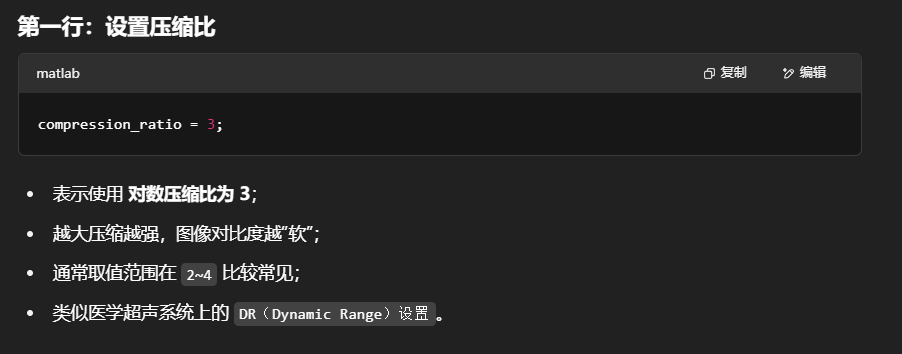 第一行：设置压缩比
matlab 复制 编辑
compression_ratio = 3;
• 表示使用 对数压缩比为 3；
• 越大压缩越强，图像对比度越“软”；
• 通常取值范围在 2~4 比较常见；
• 类似医学超声系统上的 DR（Dynamic Range）设置。